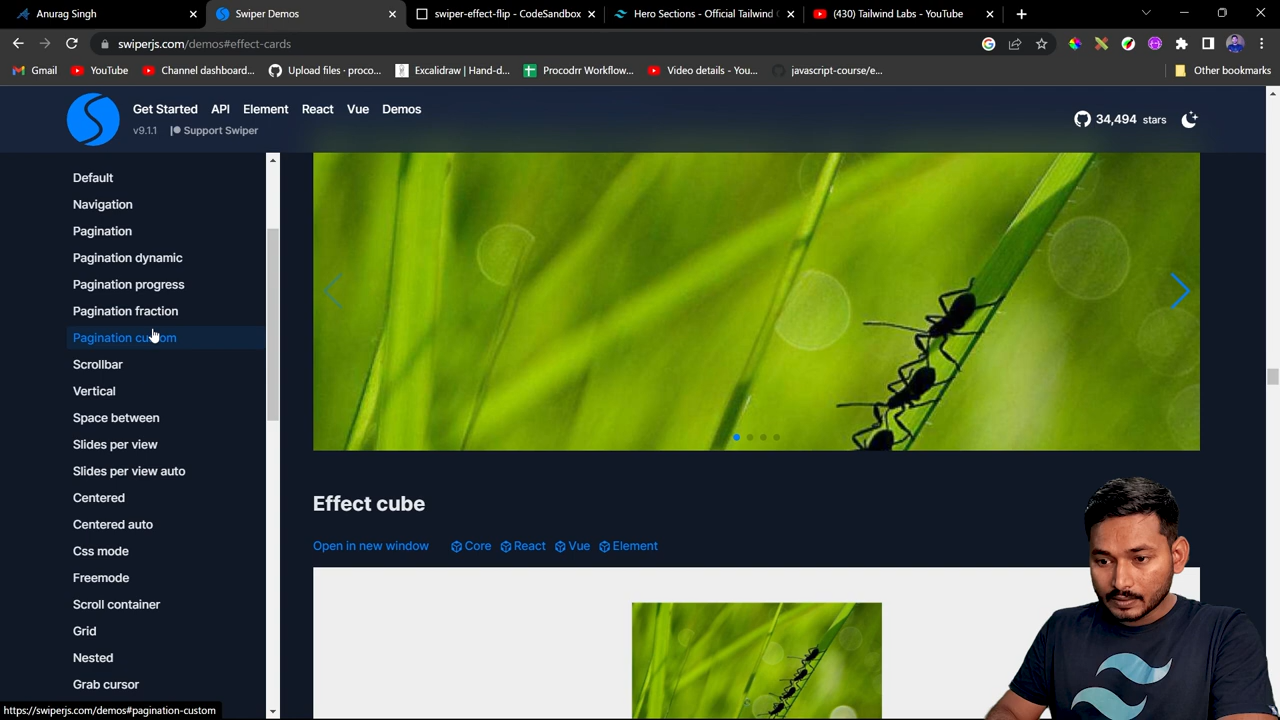 Anurag Singh
Swiper Demos
swiper-effect-flip - CodeSandbox
Hero Sections - Official Tailwind
(430) Tailwind Labs - YouTube
swiperjs.com/demos#effect-cards
Gmail
YouTube
Channel dashboard...
Upload files · proco...
Excalidraw | Hand-d...
Procodrr Workflow...
Video details - You...
javascript-course/e...
Other bookmarks
Get Started
API
Element
React
Vue
Demos
v9.1.1
Support Swiper
34,494 stars
Default
Navigation
Pagination
Pagination dynamic
Pagination progress
Pagination fraction
Pagination custom
Scrollbar
Vertical
Space between
Slides per view
Slides per view auto
Centered
Centered auto
Css mode
Freemode
Scroll container
Grid
Nested
Grab cursor
Effect cube
Open in new window
Core
React
Vue
Element
https://swiperjs.com/demos#pagination-custom